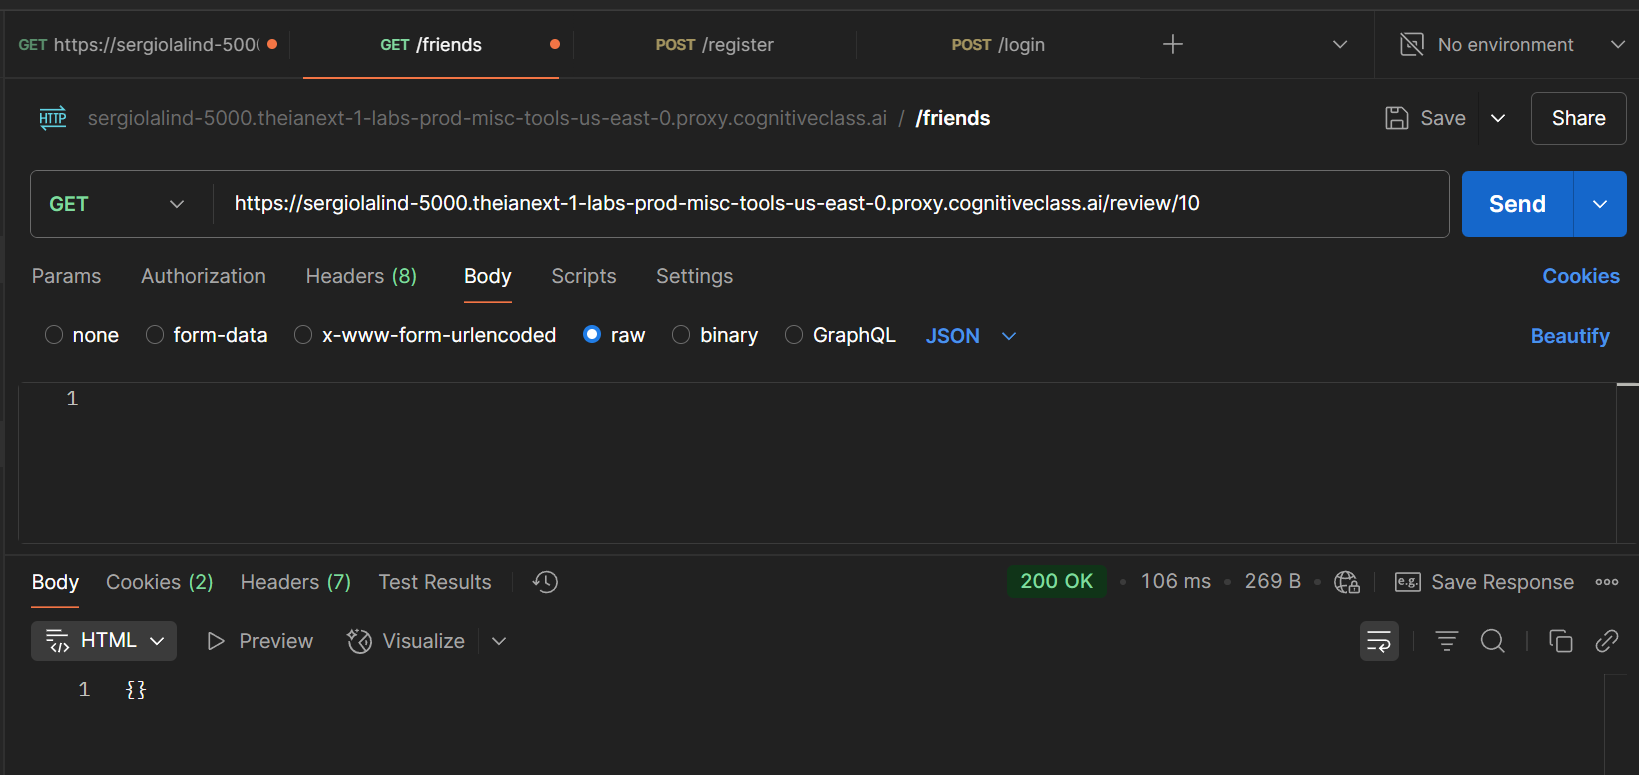 GET https://sergiolalind-500 GET /friends POST /register POST /login No environment
HTTP sergiolalind-5000.theianext-1-labs-prod-misc-tools-us-east-0.proxy.cognitiveclass.ai / /friends Save Share
GET https://sergiolalind-5000.theianext-1-labs-prod-misc-tools-us-east-0.proxy.cognitiveclass.ai/review/10 Send
Params Authorization Headers (8) Body Scripts Settings Cookies
none form-data x-www-form-urlencoded raw binary GraphQL JSON Beautify
1
Body Cookies (2) Headers (7) Test Results 200 OK • 106 ms • 269 B • e.g. Save Response
HTML Preview Visualize
1 {}